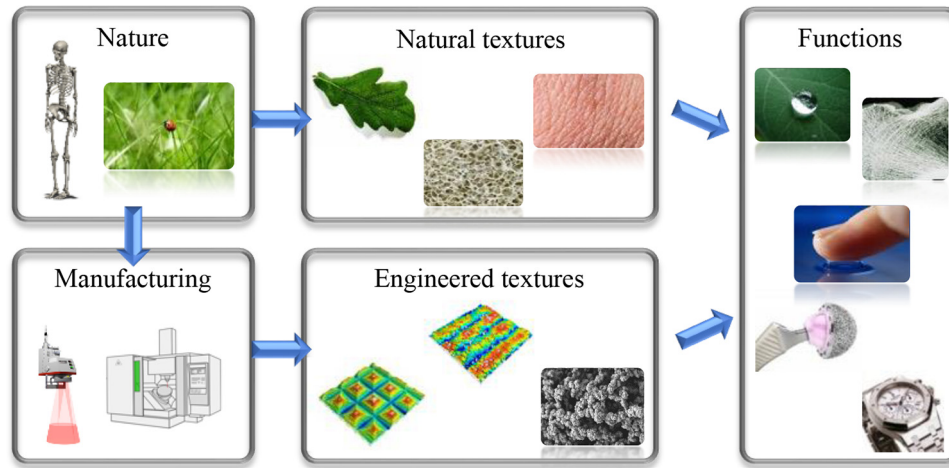 Nature
Natural textures
Functions
Manufacturing
Engineered textures